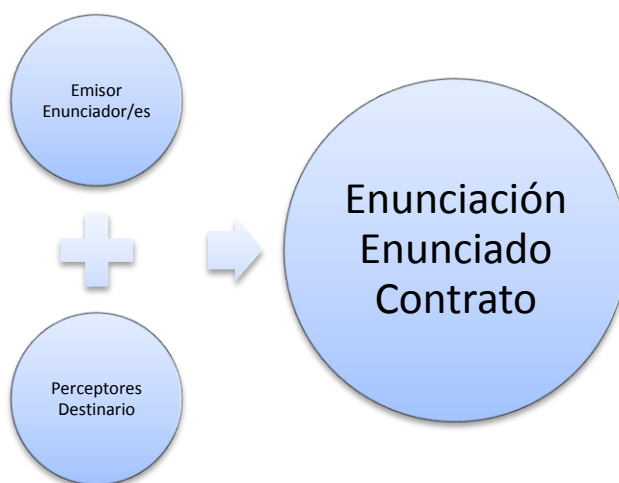 Emisor
Enunciador/es
Perceptores
Destinario
Enunciación
Enunciado
Contrato